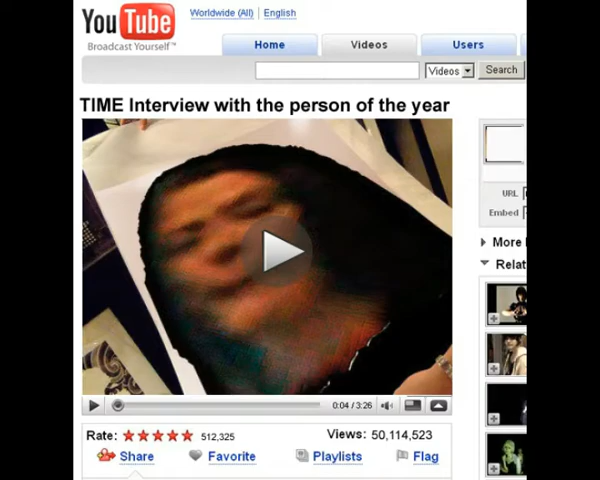 YouTube
Broadcast Yourself™
Worldwide (All) | English
Home
Videos
Users
Videos
Search
TIME Interview with the person of the year
URL
Embed
More
0:04 / 3:26
Rate:
512,325
Views: 50,114,523
Share
Favorite
Playlists
Flag